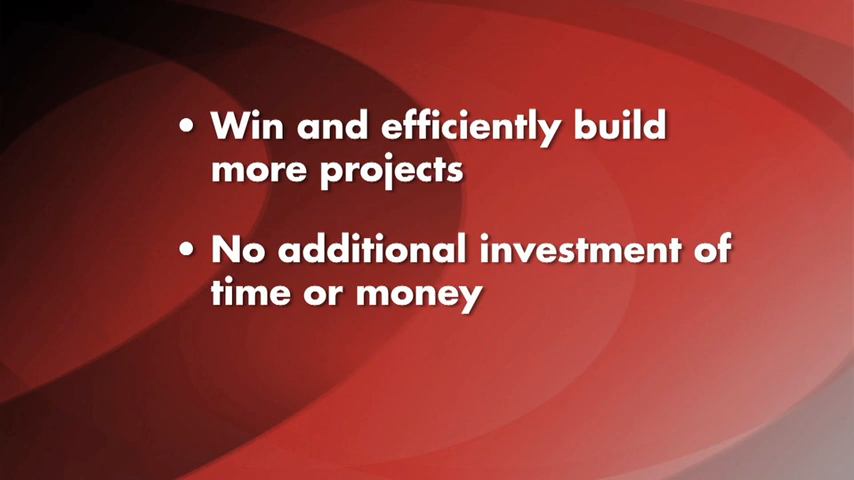 • Win and efficiently build
more projects
• No additional investment of
time or money